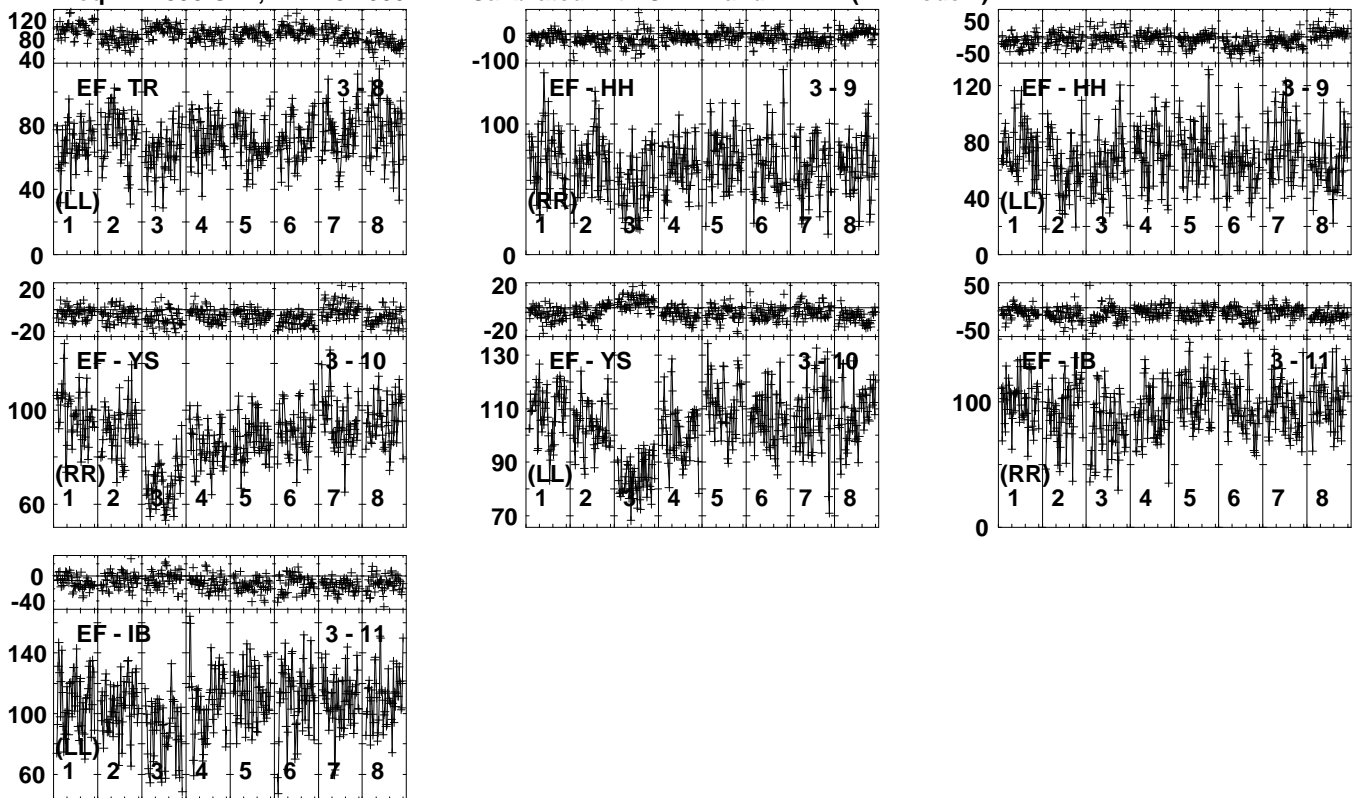 120
80
40
EF - TR 3 - 8
80
40
(LL)
1 2 3 4 5 6 7 8
0
0
-100
EF - HH 3 - 9
100
(RR)
1 2 3 4 5 6 7 8
0
50
-50
EF - HH 3 - 9
120
80
40
(LL)
1 2 3 4 5 6 7 8
0
20
-20
EF - YS 3 - 10
100
(RR)
60
1 2 3 4 5 6 7 8
20
-20
130
EF - YS 3 - 10
110
90
(LL)
70
1 2 3 4 5 6 7 8
50
-50
EF - IB 3 - 11
100
(RR)
1 2 3 4 5 6 7 8
0
0
-40
EF - IB 3 - 11
140
100
(LL)
60
1 2 3 4 5 6 7 8